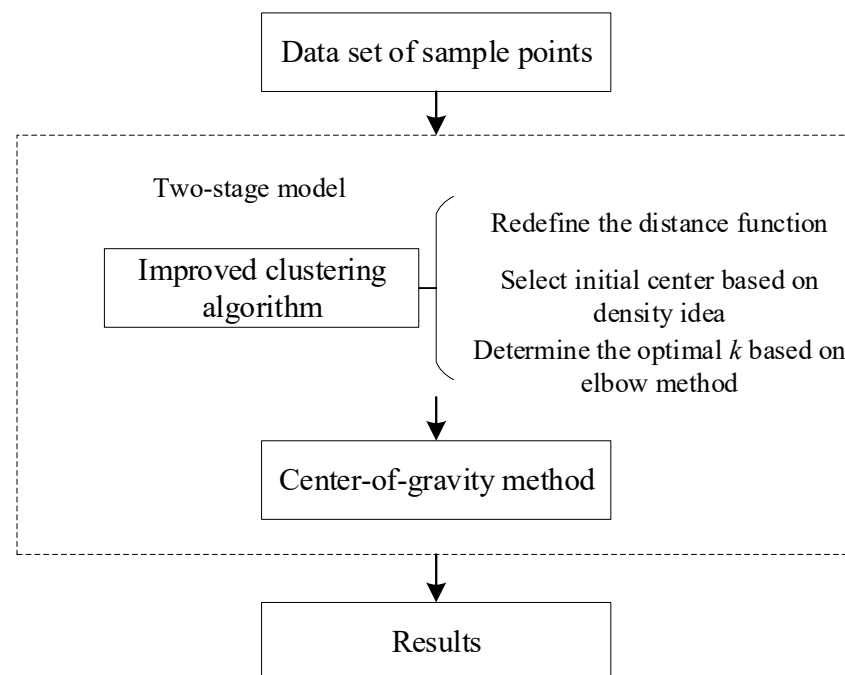 Data set of sample points
Two-stage model
Improved clustering
algorithm
Redefine the distance function
Select initial center based on
density idea
Determine the optimal k based on
elbow method
Center-of-gravity method
Results